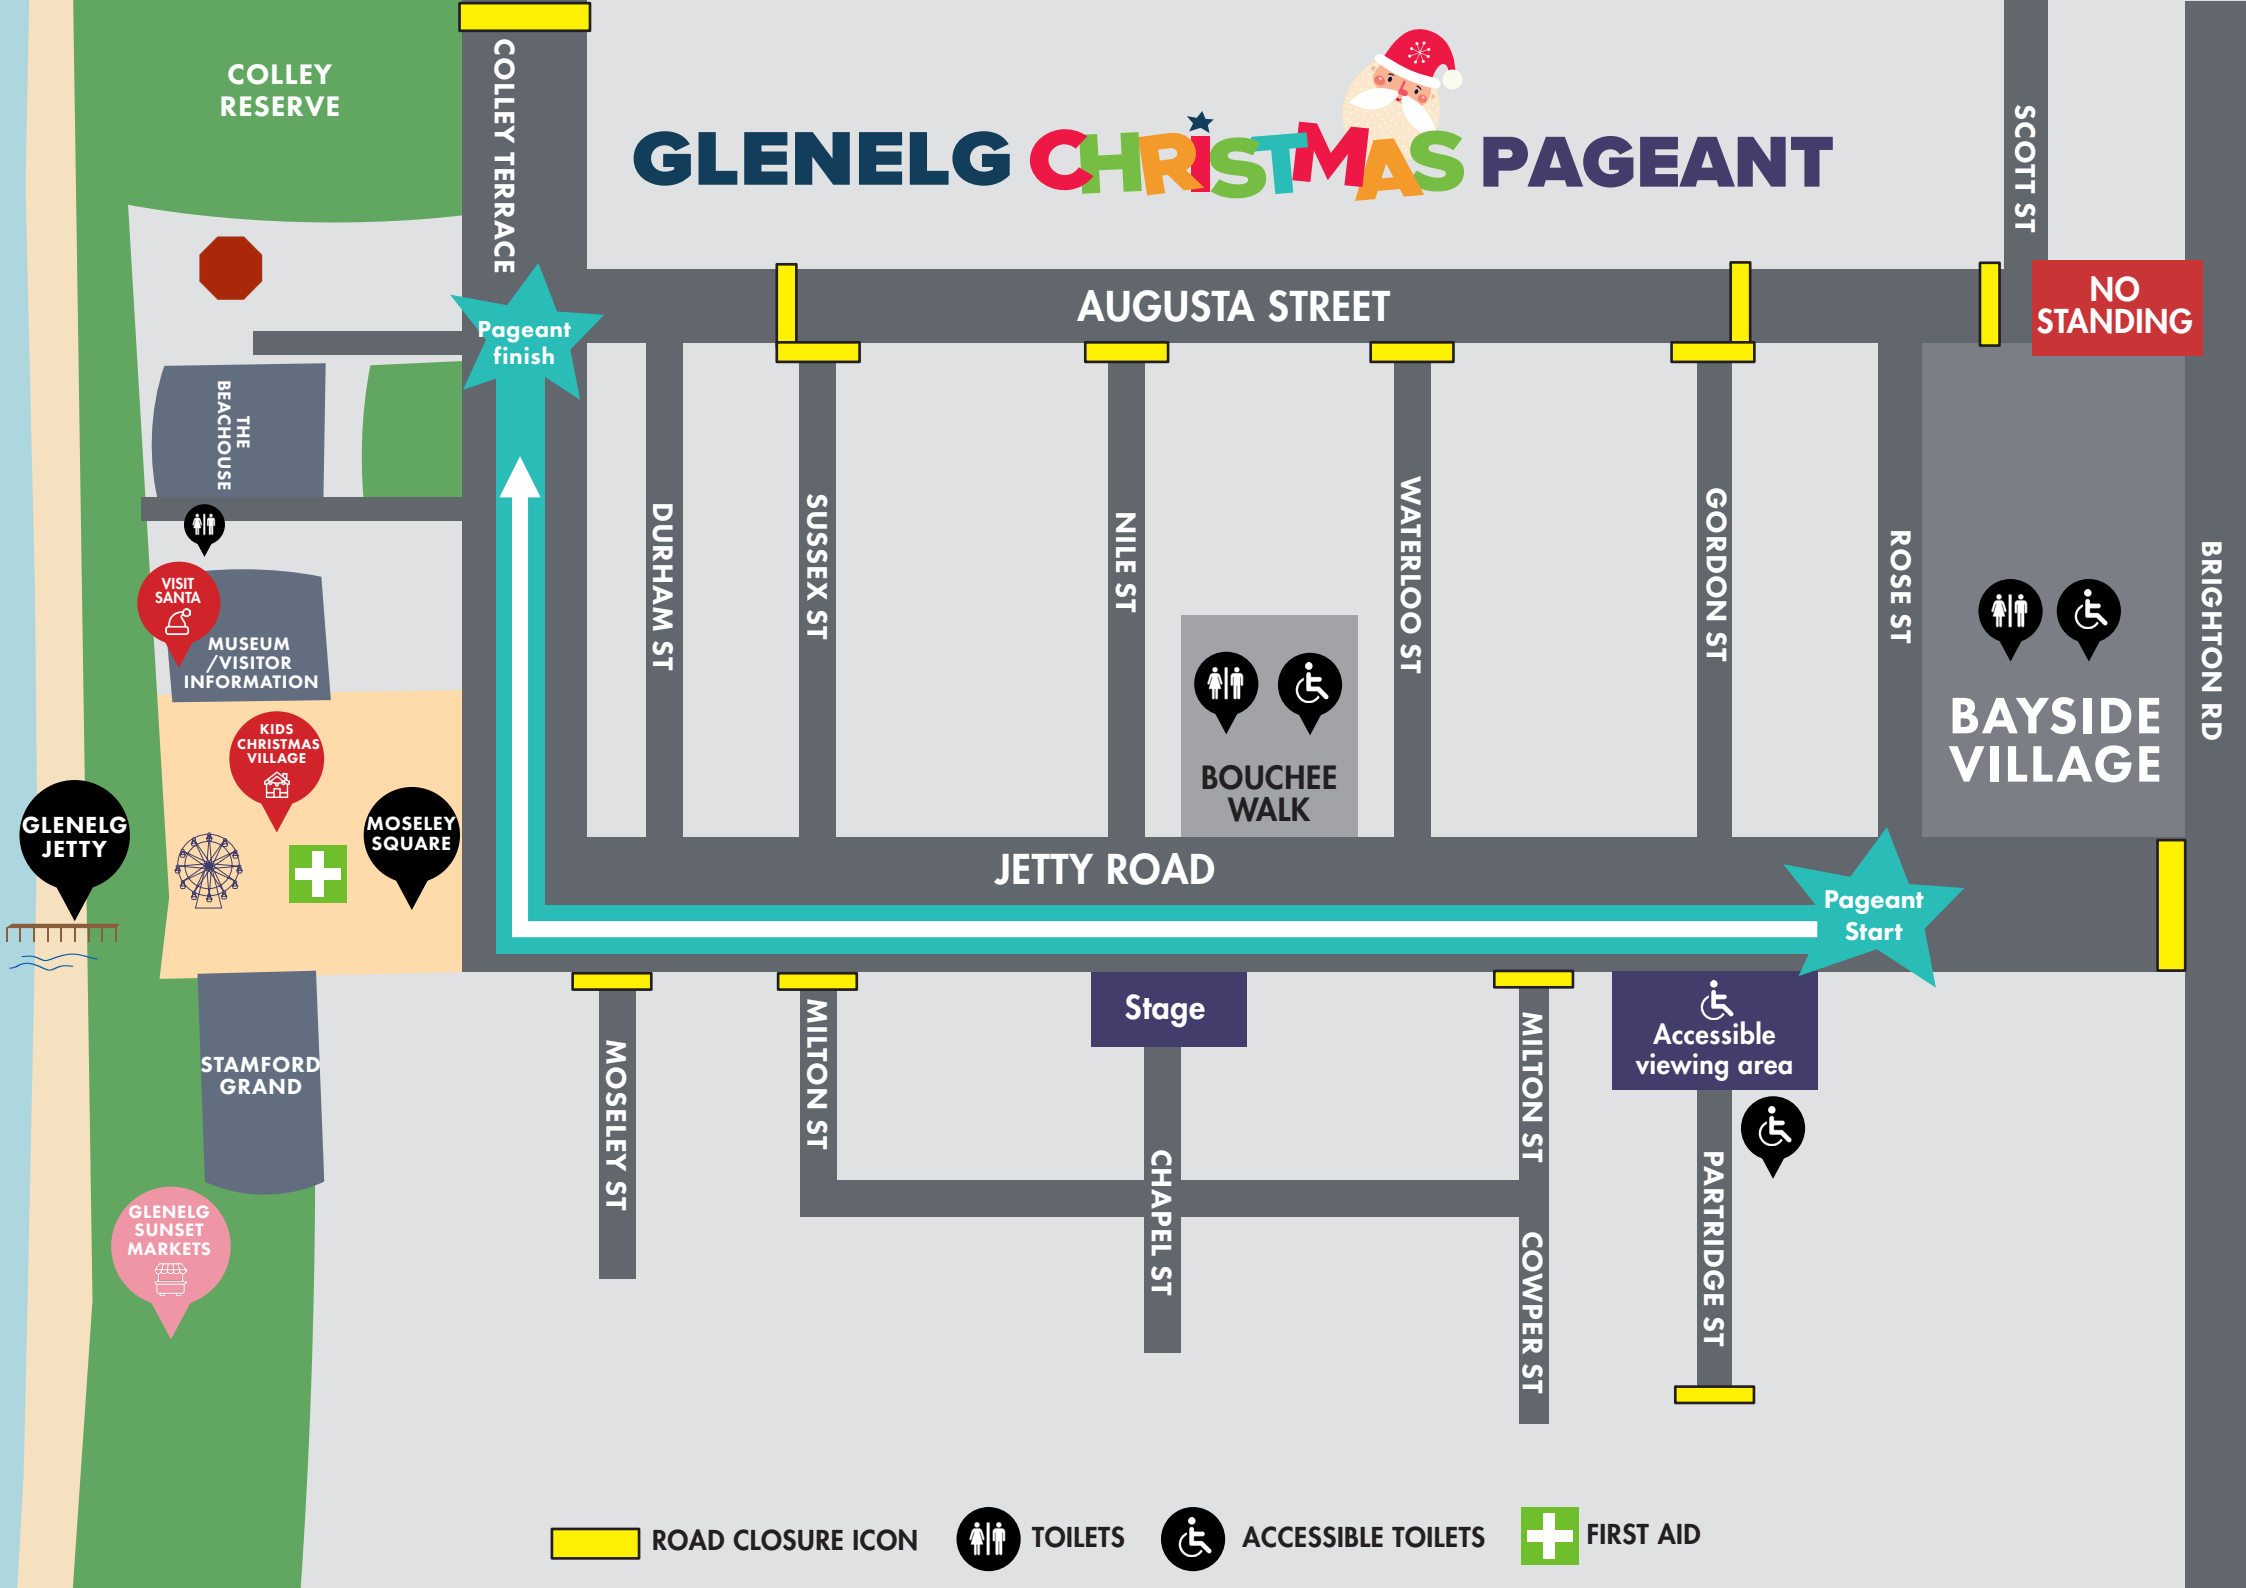 COLLEY
RESERVE
COLLEY TERRACE
GLENELG CHRISTMAS PAGEANT
SCOTT ST
NO
STANDING
AUGUSTA STREET
Pageant
finish
THE
BEACHOUSE
DURHAM ST
SUSSEX ST
NILE ST
WATERLOO ST
GORDON ST
ROSE ST
BRIGHTON RD
VISIT
SANTA
MUSEUM
/VISITOR
INFORMATION
BAYSIDE
VILLAGE
KIDS
CHRISTMAS
VILLAGE
BOUCHEE
WALK
GLENELG
JETTY
MOSELEY
SQUARE
JETTY ROAD
Pageant
Start
Stage
Accessible
viewing area
STAMFORD
GRAND
MOSELEY ST
MILTON ST
CHAPEL ST
MILTON ST
COWPER ST
PARTRIDGE ST
GLENELG
SUNSET
MARKETS
ROAD CLOSURE ICON
TOILETS
ACCESSIBLE TOILETS
FIRST AID